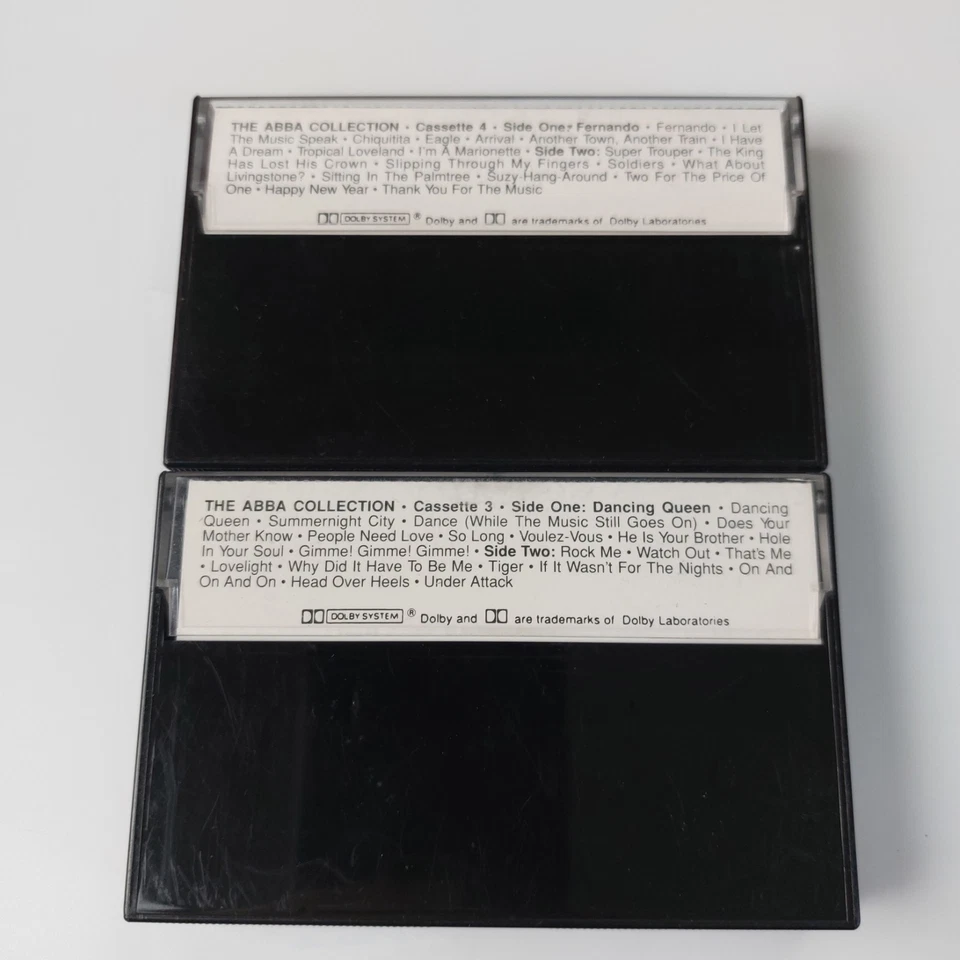 THE ABBA COLLECTION • Cassette 4 • Side One: Fernando • Fernando • I Let
The Music Speak • Chiquitita • Eagle • Arrival • Another Town, Another Train • I Have
A Dream • Tropical Loveland • I'm A Marionette • Side Two: Super Trouper • The King
Has Lost His Crown • Slipping Through My Fingers • Soldiers • What About
Livingstone? • Sitting In The Palmtree • Suzy-Hang-Around • Two For The Price Of
One • Happy New Year • Thank You For The Music
DOLBY SYSTEM ® Dolby and are trademarks of Dolby Laboratories
THE ABBA COLLECTION • Cassette 3 • Side One: Dancing Queen • Dancing
Queen • Summernight City • Dance (While The Music Still Goes On) • Does Your
Mother Know • People Need Love • So Long • Voulez-Vous • He Is Your Brother • Hole
In Your Soul • Gimme! Gimme! Gimme! • Side Two: Rock Me • Watch Out • That's Me
• Lovelight • Why Did It Have To Be Me • Tiger • If It Wasn't For The Nights • On And
On And On • Head Over Heels • Under Attack
DOLBY SYSTEM ® Dolby and are trademarks of Dolby Laboratories